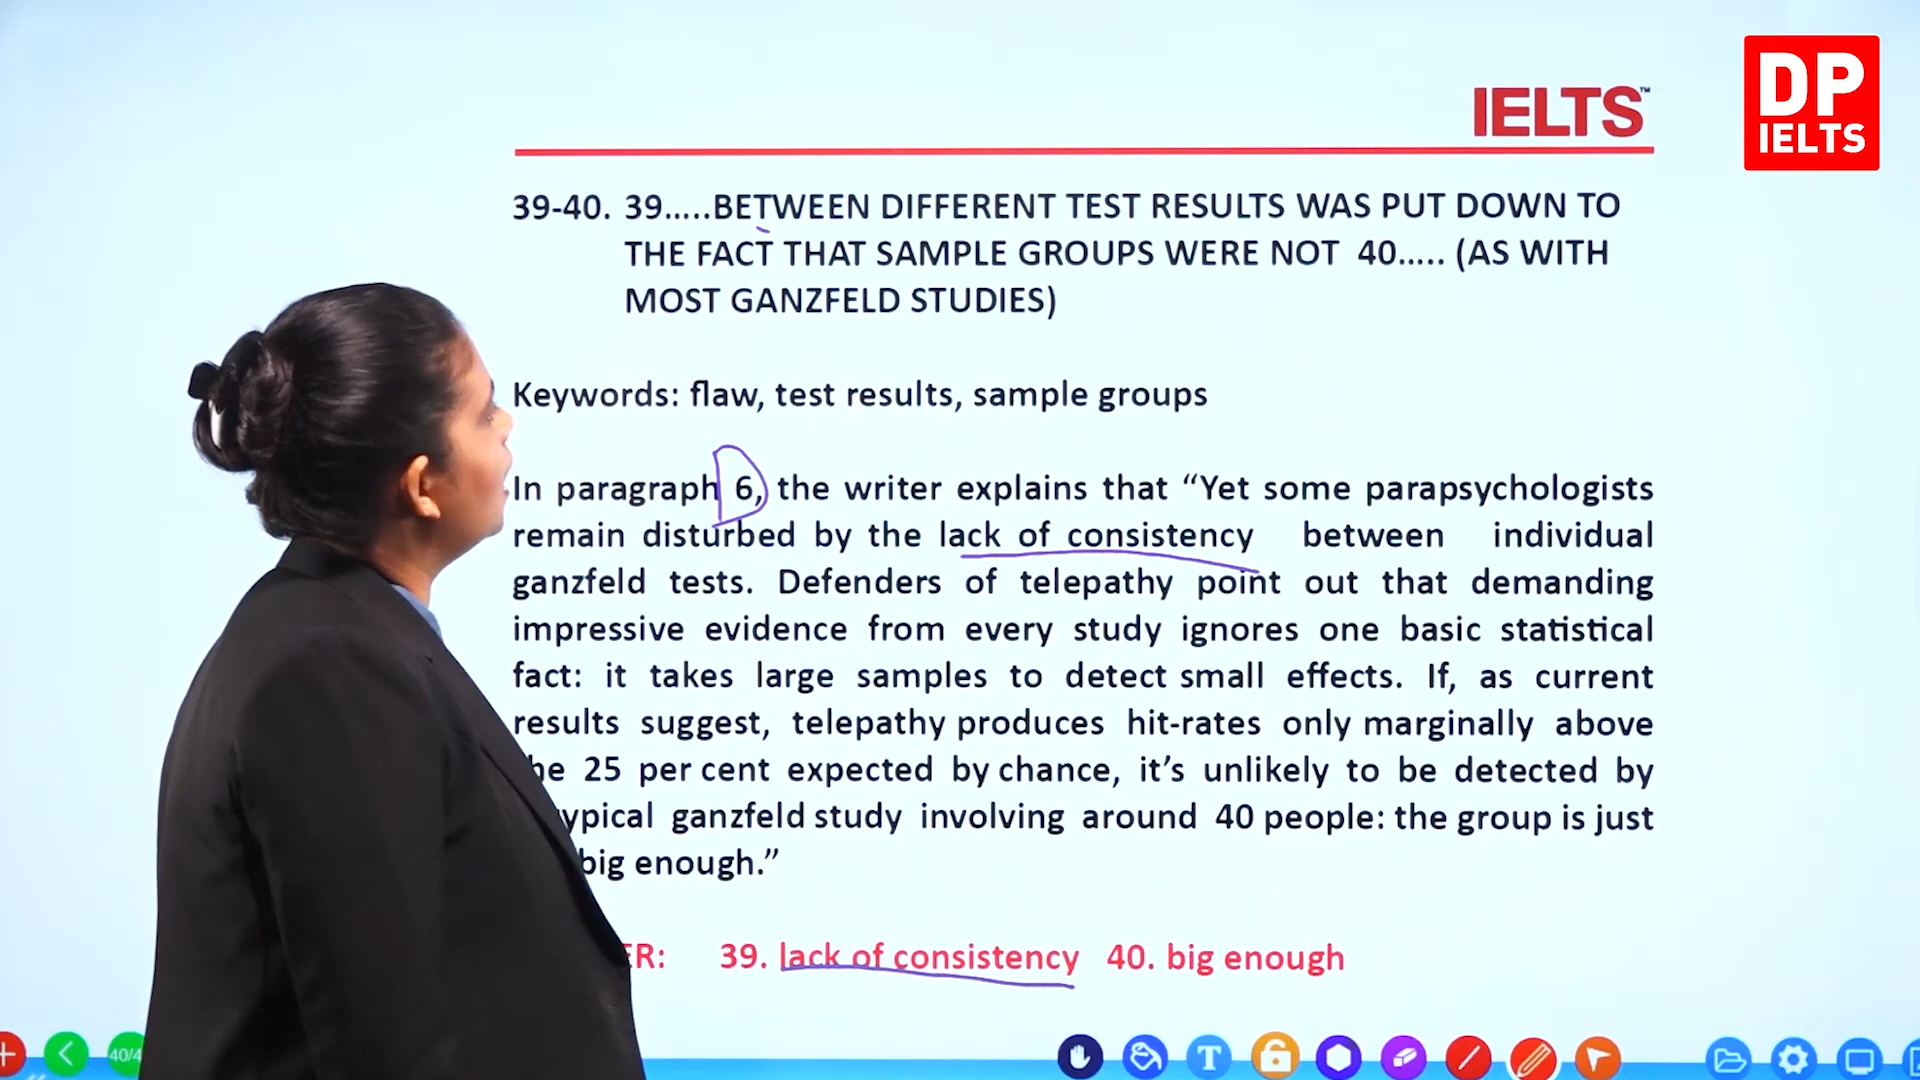 DP
IELTS
IELTS™
39-40. 39.....BETWEEN DIFFERENT TEST RESULTS WAS PUT DOWN TO
THE FACT THAT SAMPLE GROUPS WERE NOT 40..... (AS WITH
MOST GANZFELD STUDIES)
Keywords: flaw, test results, sample groups
In paragraph 6, the writer explains that “Yet some parapsychologists
remain disturbed by the lack of consistency between individual
ganzfeld tests. Defenders of telepathy point out that demanding
impressive evidence from every study ignores one basic statistical
fact: it takes large samples to detect small effects. If, as current
results suggest, telepathy produces hit-rates only marginally above
he 25 per cent expected by chance, it’s unlikely to be detected by
ypical ganzfeld study involving around 40 people: the group is just
big enough.”
ER: 39. lack of consistency 40. big enough
40/4
T